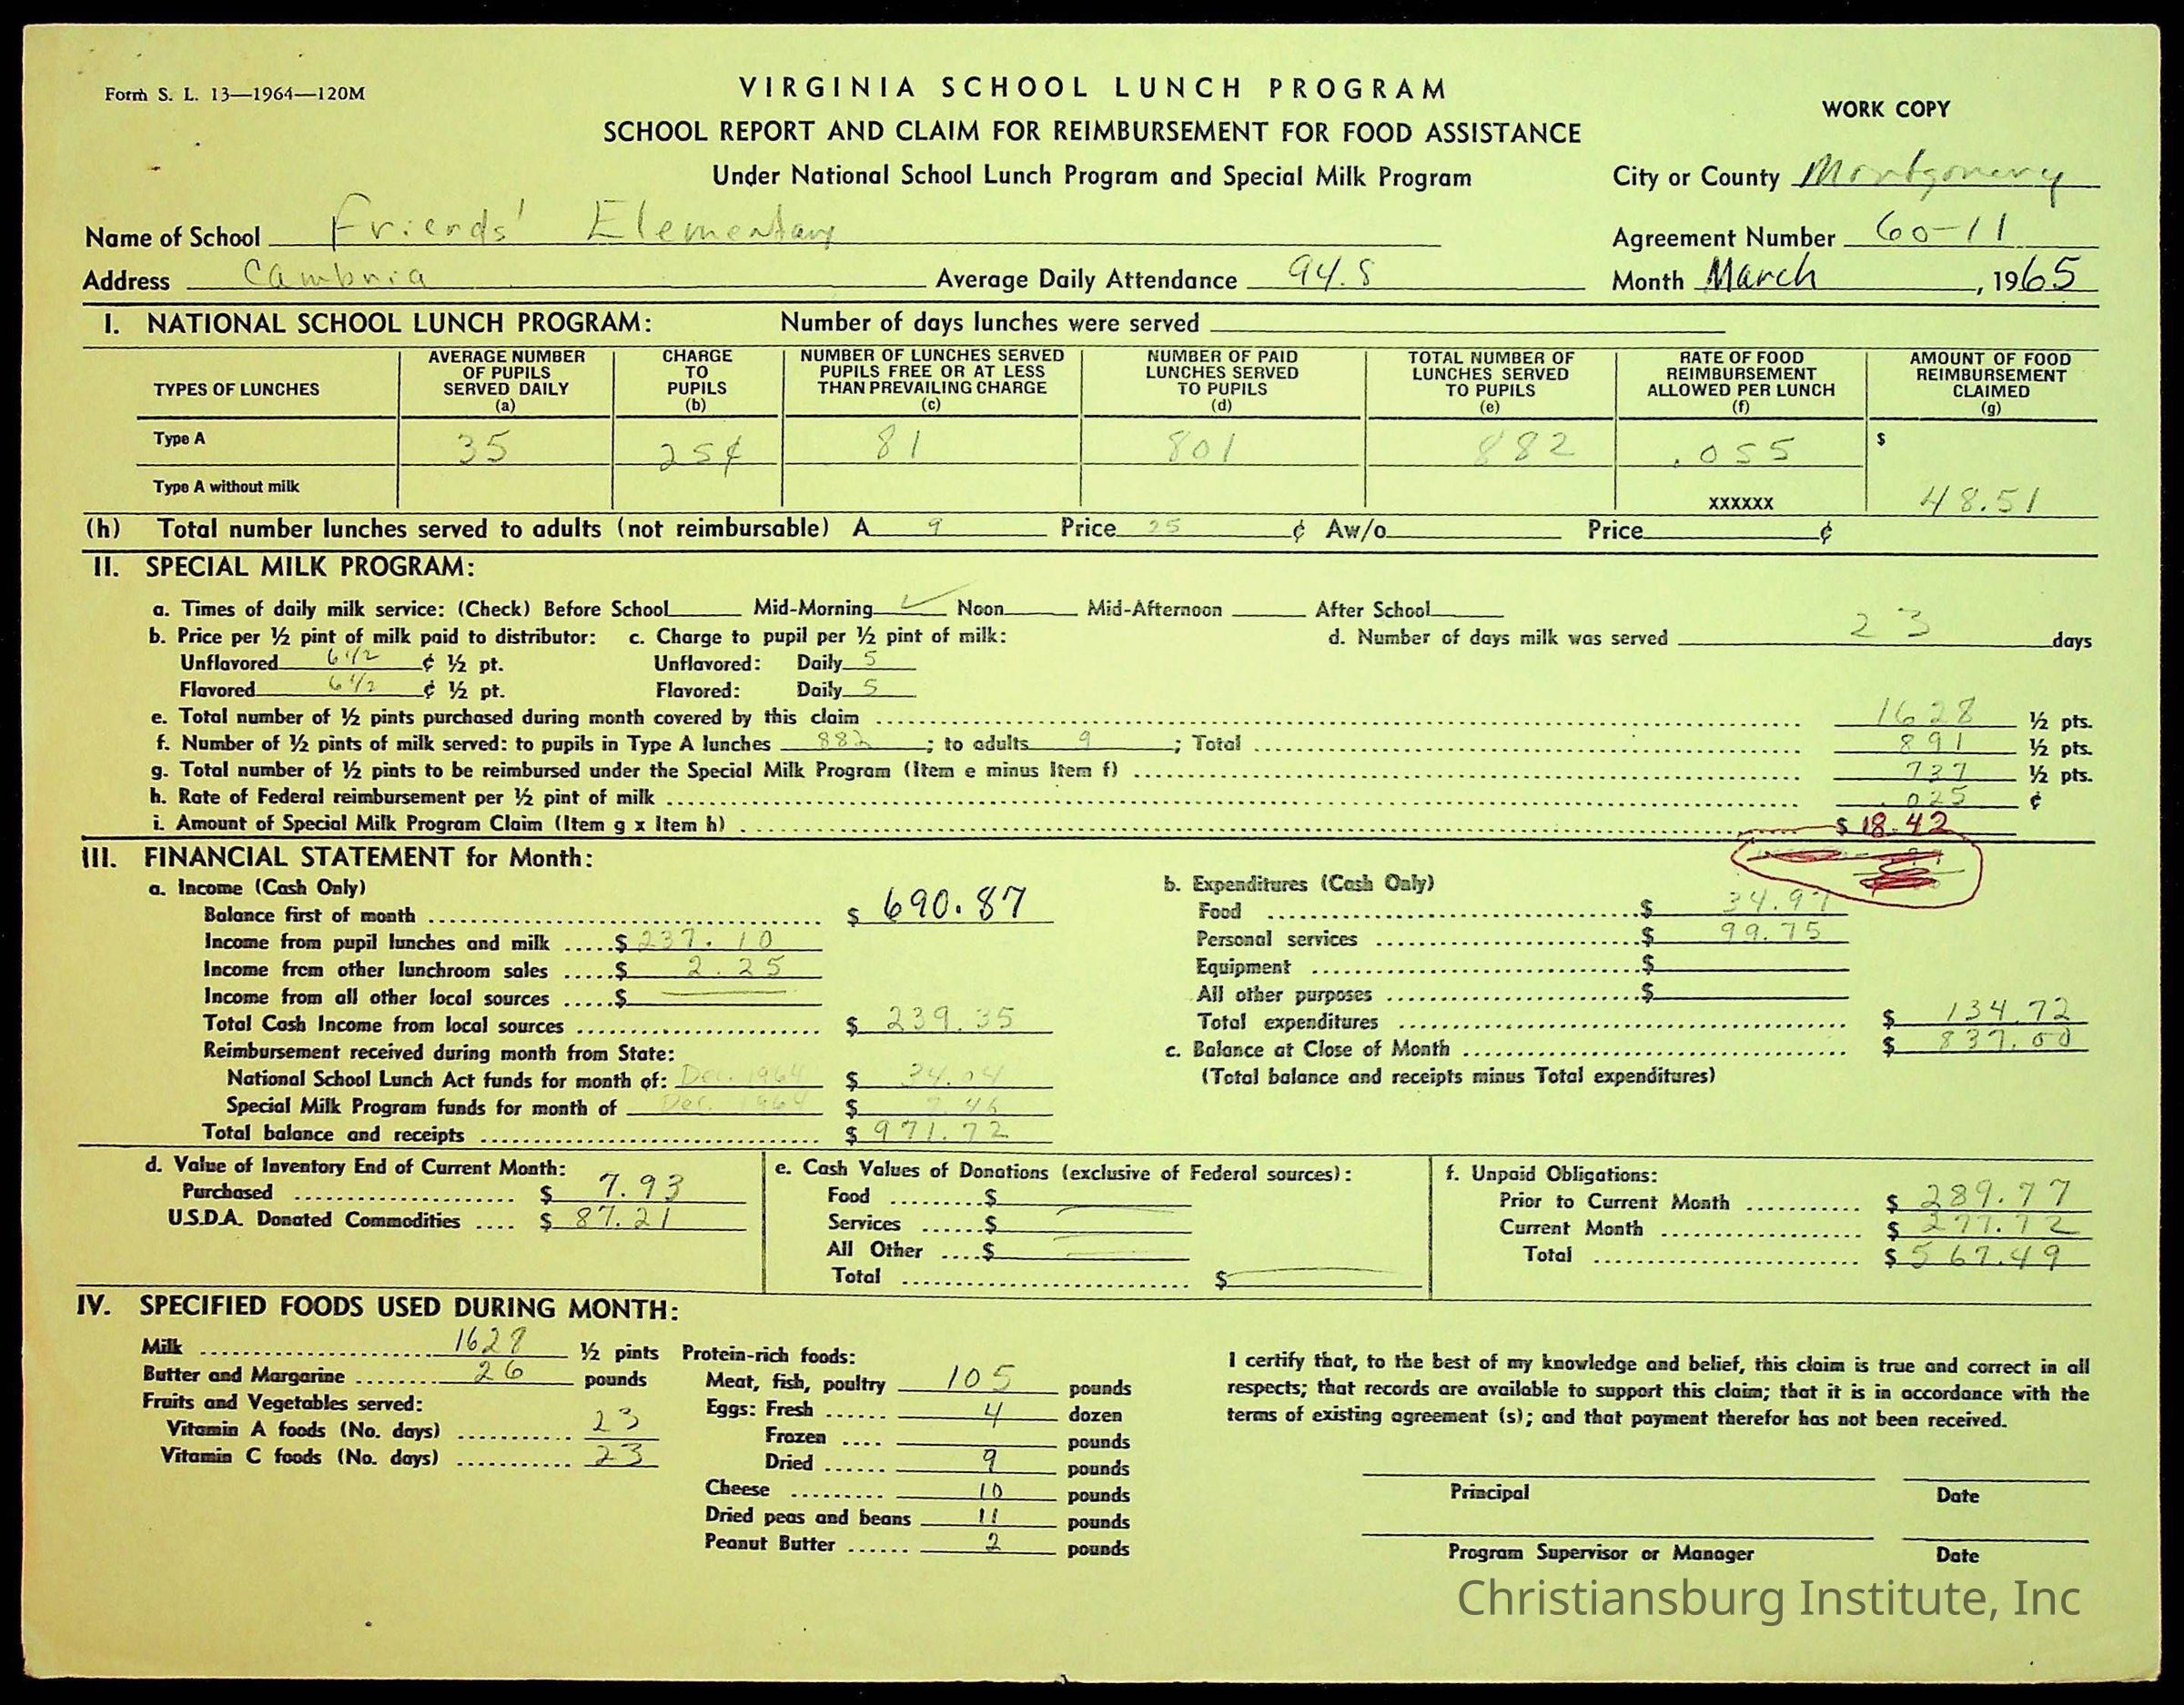 Form S. L. 13—1964—120M
VIRGINIA SCHOOL LUNCH PROGRAM
WORK COPY
SCHOOL REPORT AND CLAIM FOR REIMBURSEMENT FOR FOOD ASSISTANCE
Under National School Lunch Program and Special Milk Program
City or County Montgomery
Name of School Friends' Elementary
Agreement Number 60-11
Address Cambria Average Daily Attendance 94.8
Month March, 1965
I. NATIONAL SCHOOL LUNCH PROGRAM: Number of days lunches were served
TYPES OF LUNCHES
AVERAGE NUMBER OF PUPILS SERVED DAILY (a)
CHARGE TO PUPILS (b)
NUMBER OF LUNCHES SERVED PUPILS FREE OR AT LESS THAN PREVAILING CHARGE (c)
NUMBER OF PAID LUNCHES SERVED TO PUPILS (d)
TOTAL NUMBER OF LUNCHES SERVED TO PUPILS (e)
RATE OF FOOD REIMBURSEMENT ALLOWED PER LUNCH (f)
AMOUNT OF FOOD REIMBURSEMENT CLAIMED (g)
Type A 35 25¢ 81 801 882 .055 $
Type A without milk XXXXXX 48.51
(h) Total number lunches served to adults (not reimbursable) A 9 Price 25 ¢ Aw/o Price ¢
II. SPECIAL MILK PROGRAM:
a. Times of daily milk service: (Check) Before School Mid-Morning ✓ Noon Mid-Afternoon After School
b. Price per ½ pint of milk paid to distributor: c. Charge to pupil per ½ pint of milk: d. Number of days milk was served 23 days
Unflavored 6 1/2 ¢ ½ pt. Unflavored: Daily 5
Flavored 6 1/2 ¢ ½ pt. Flavored: Daily 5
e. Total number of ½ pints purchased during month covered by this claim 1628 ½ pts.
f. Number of ½ pints of milk served: to pupils in Type A lunches 882; to adults 9; Total 891 ½ pts.
g. Total number of ½ pints to be reimbursed under the Special Milk Program (Item e minus Item f) 737 ½ pts.
h. Rate of Federal reimbursement per ½ pint of milk .025 ¢
i. Amount of Special Milk Program Claim (Item g x Item h) $ 18.42
III. FINANCIAL STATEMENT for Month:
a. Income (Cash Only)
Balance first of month $ 690.87
Income from pupil lunches and milk $ 237.10
Income from other lunchroom sales $ 2.25
Income from all other local sources $
Total Cash Income from local sources $ 239.35
Reimbursement received during month from State:
National School Lunch Act funds for month of: Dec. 1964 $ 34.04
Special Milk Program funds for month of Dec. 1964 $ 7.46
Total balance and receipts $ 971.72
b. Expenditures (Cash Only)
Food $ 34.97
Personal services $ 99.75
Equipment $
All other purposes $
Total expenditures $ 134.72
c. Balance at Close of Month $ 837.00
(Total balance and receipts minus Total expenditures)
d. Value of Inventory End of Current Month:
Purchased $ 7.93
U.S.D.A. Donated Commodities $ 87.21
e. Cash Values of Donations (exclusive of Federal sources):
Food $
Services $
All Other $
Total $
f. Unpaid Obligations:
Prior to Current Month $ 289.77
Current Month $ 277.72
Total $ 567.49
IV. SPECIFIED FOODS USED DURING MONTH:
Milk 1628 ½ pints
Butter and Margarine 26 pounds
Fruits and Vegetables served:
Vitamin A foods (No. days) 23
Vitamin C foods (No. days) 23
Protein-rich foods:
Meat, fish, poultry 105 pounds
Eggs: Fresh 4 dozen
Frozen pounds
Dried 9 pounds
Cheese 10 pounds
Dried peas and beans 11 pounds
Peanut Butter 2 pounds
I certify that, to the best of my knowledge and belief, this claim is true and correct in all
respects; that records are available to support this claim; that it is in accordance with the
terms of existing agreement (s); and that payment therefor has not been received.
Principal Date
Program Supervisor or Manager Date
Christiansburg Institute, Inc